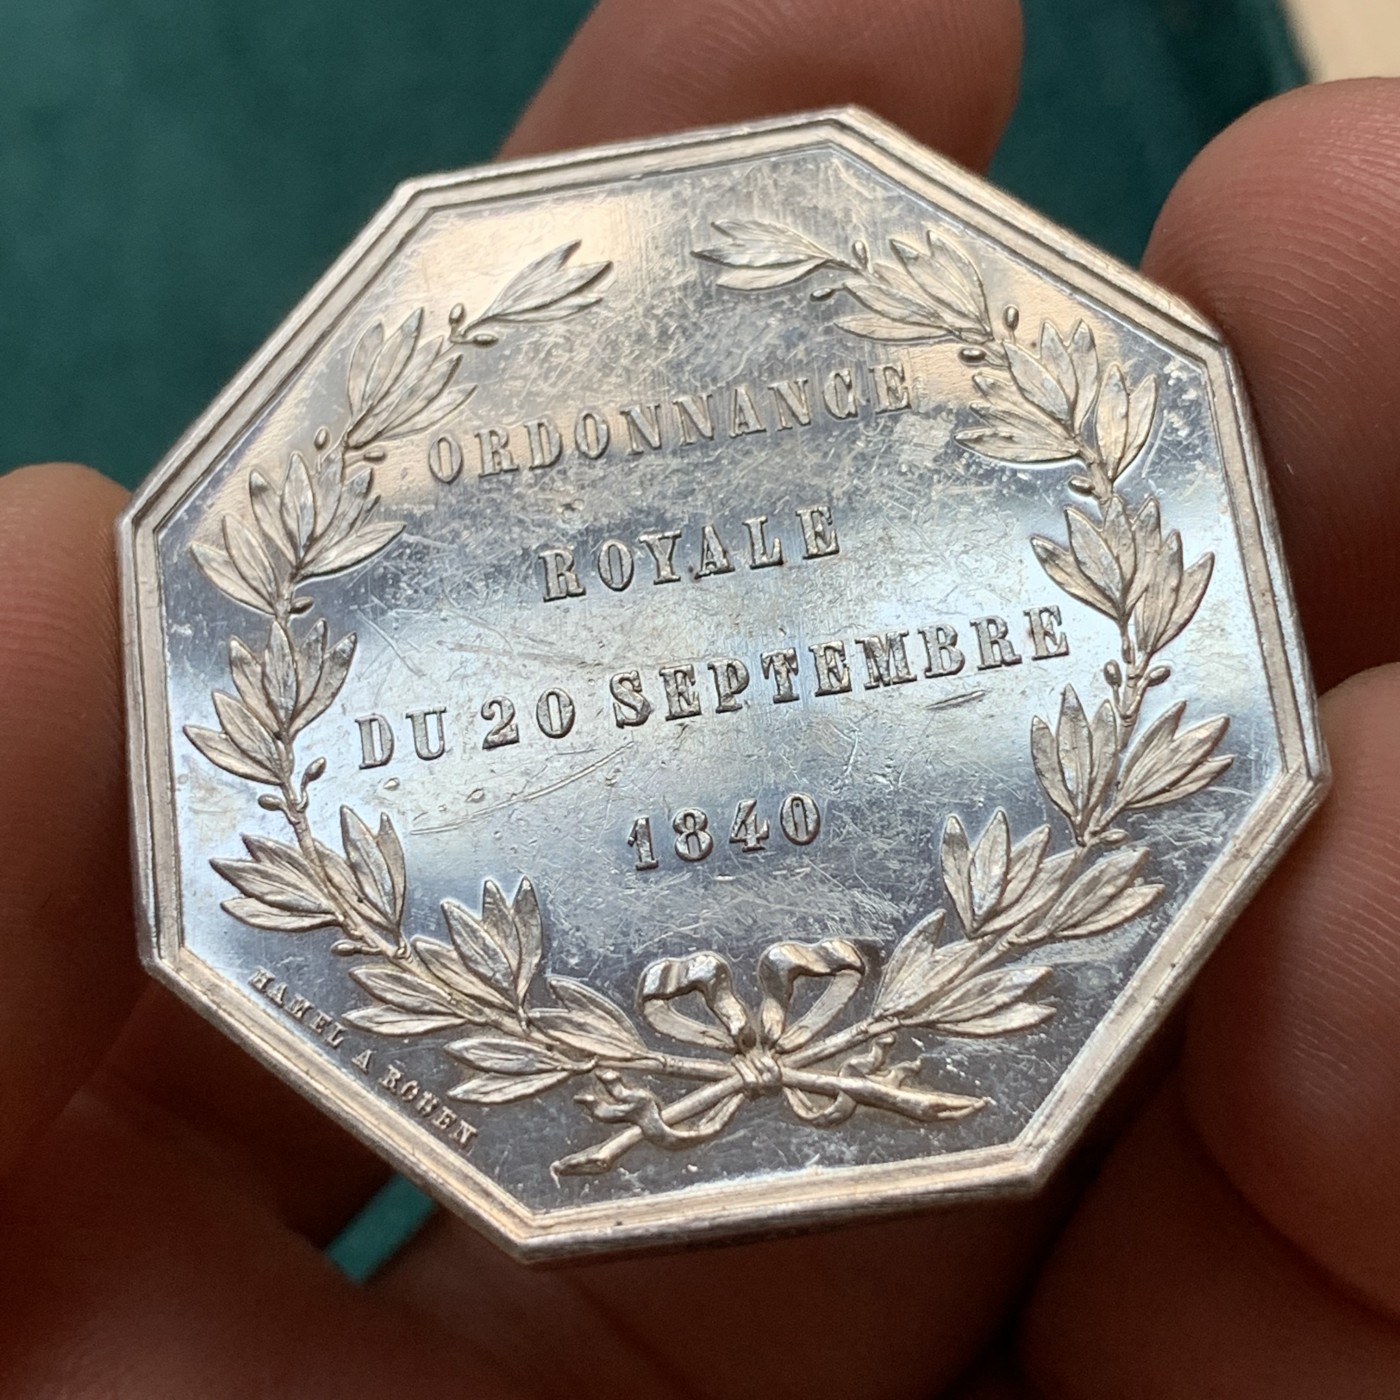 ORDONNANCE
ROYALE
DU 20 SEPTEMBRE
1840
HAMEL A ROUEN